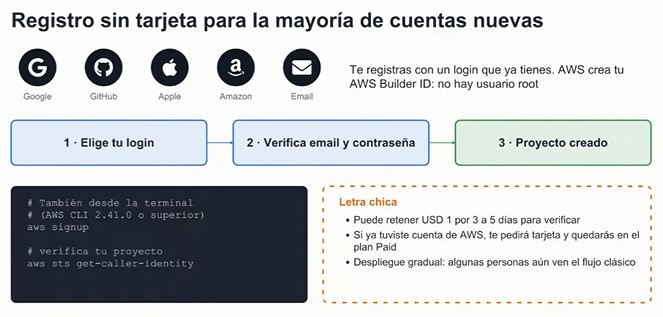 Registro sin tarjeta para la mayoría de cuentas nuevas
Google
GitHub
Apple
Amazon
Email
Te registras con un login que ya tienes. AWS crea tu
AWS Builder ID: no hay usuario root
1 · Elige tu login
2 · Verifica email y contraseña
3 · Proyecto creado
# También desde la terminal
# (AWS CLI 2.41.0 o superior)
aws signup
# verifica tu proyecto
aws sts get-caller-identity
Letra chica
• Puede retener USD 1 por 3 a 5 días para verificar
• Si ya tuviste cuenta de AWS, te pedirá tarjeta y quedarás en el
plan Paid
• Despliegue gradual: algunas personas aún ven el flujo clásico